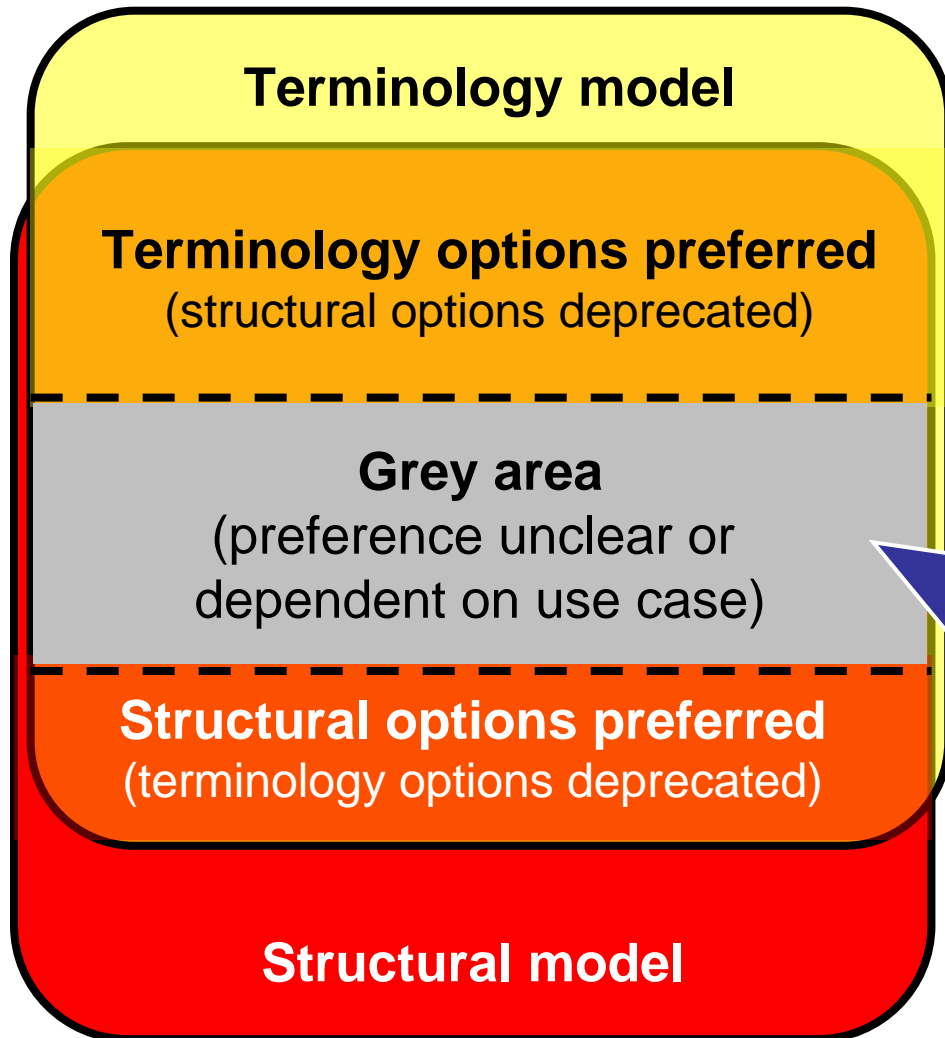 Terminology model
Terminology options preferred
(structural options deprecated)
Grey area
(preference unclear or
dependent on use case)
Structural options preferred
(terminology options deprecated)
Structural model